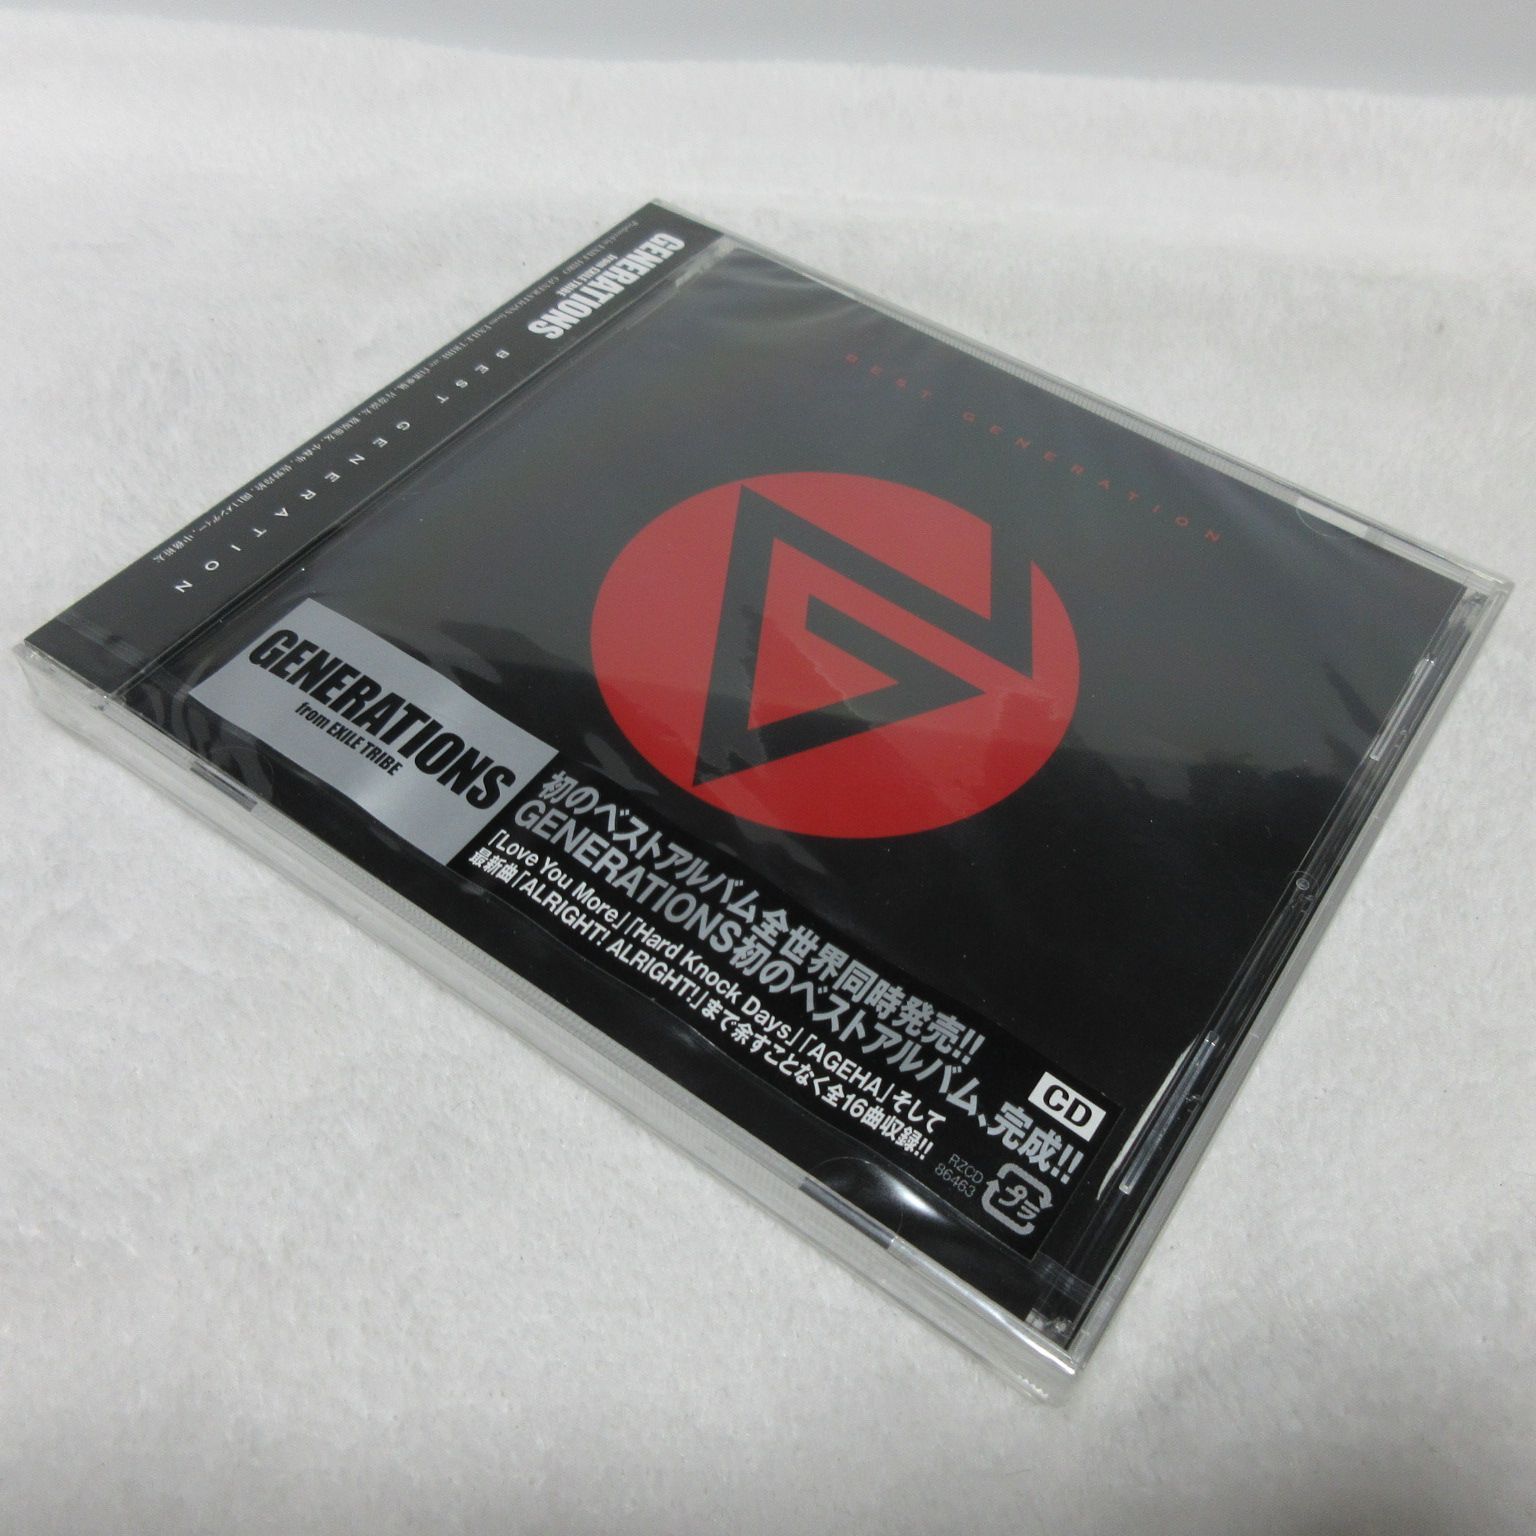 GENERATIONS
from EXILE TRIBE
BEST GENERATION
BEST GENERATION
GENERATIONS
from EXILE TRIBE
初のベストアルバム全世界同時発売!!
GENERATIONS初のベストアルバム、完成!!
「Love You More」「Hard Knock Days」「AGEHA」そして
最新曲「ALRIGHT! ALRIGHT!」まで余すことなく全16曲収録!!
CD
RZCD
86463
プラ